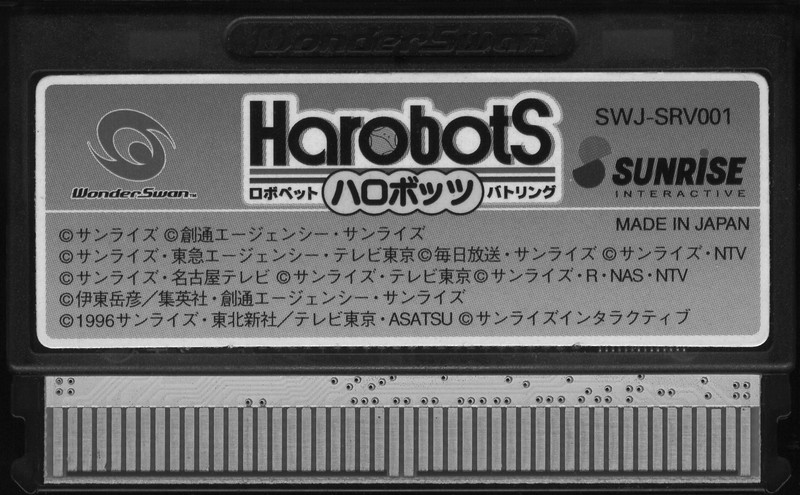 WonderSwan
HarobotS
SWJ-SRV001
WonderSwan™
ロボペット ハロボッツ バトリング
SUNRISE
INTERACTIVE
MADE IN JAPAN
©サンライズ ©創通エージェンシー・サンライズ
©サンライズ・東急エージェンシー・テレビ東京©毎日放送・サンライズ ©サンライズ・NTV
©サンライズ・名古屋テレビ ©サンライズ・テレビ東京©サンライズ・R・NAS・NTV
©伊東岳彦／集英社・創通エージェンシー・サンライズ
©1996サンライズ・東北新社／テレビ東京・ASATSU ©サンライズインタラクティブ